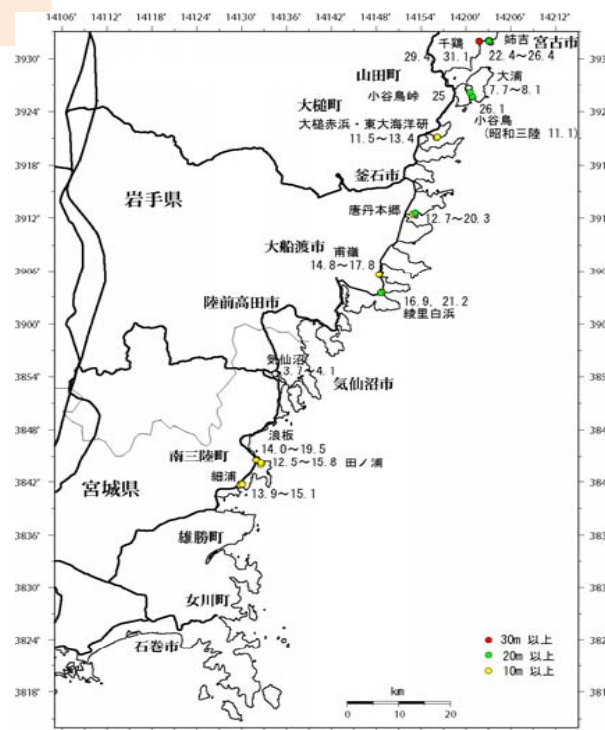 14106' 14112' 14118' 14124' 14130' 14136' 14142' 14148' 14154' 14200' 14206' 14212'
3930'
3924'
3918'
3912'
3906'
3900'
3854'
3848'
3842'
3836'
3830'
3824'
3818'
千鶏
姉吉
宮古市
29.4
31.1
22.4～26.4
山田町
大浦
7.7～8.1
小谷鳥峠 25
26.1
小谷鳥
(昭和三陸 11.1)
大槌町
大槌赤浜・東大海洋研
11.5～13.4
釜石市
岩手県
唐丹本郷
12.7～20.3
大船渡市
甫嶺
14.8～17.8
16.9, 21.2
綾里白浜
陸前高田市
気仙沼
3.7～4.1
気仙沼市
浪板
14.0～19.5
南三陸町
12.5～15.8 田ノ浦
細浦
13.9～15.1
宮城県
雄勝町
女川町
石巻市
30m 以上
20m 以上
10m 以上
km
0 10 20